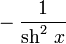 − 1/sh² x